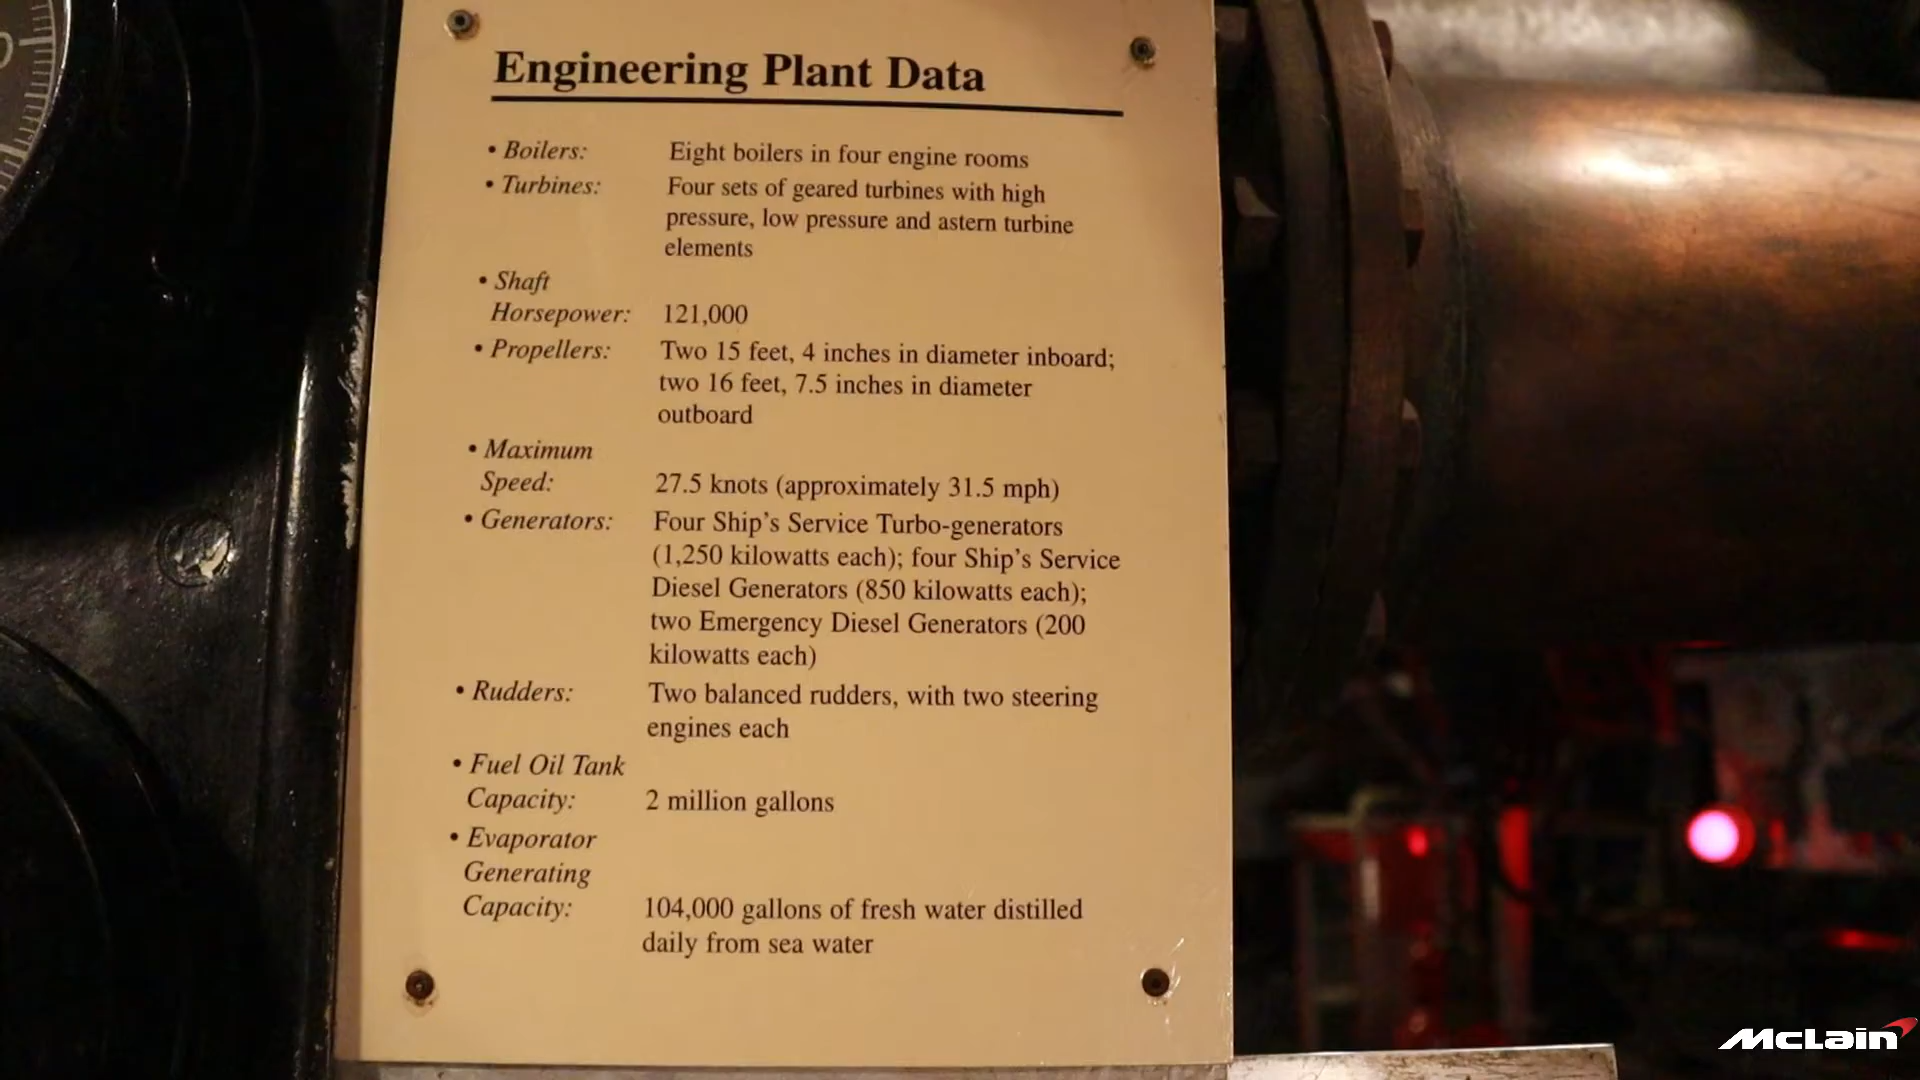 Engineering Plant Data
• Boilers: Eight boilers in four engine rooms
• Turbines: Four sets of geared turbines with high
pressure, low pressure and astern turbine
elements
• Shaft
Horsepower: 121,000
• Propellers: Two 15 feet, 4 inches in diameter inboard;
two 16 feet, 7.5 inches in diameter
outboard
• Maximum
Speed: 27.5 knots (approximately 31.5 mph)
• Generators: Four Ship's Service Turbo-generators
(1,250 kilowatts each); four Ship's Service
Diesel Generators (850 kilowatts each);
two Emergency Diesel Generators (200
kilowatts each)
• Rudders: Two balanced rudders, with two steering
engines each
• Fuel Oil Tank
Capacity: 2 million gallons
• Evaporator
Generating
Capacity: 104,000 gallons of fresh water distilled
daily from sea water
McLain